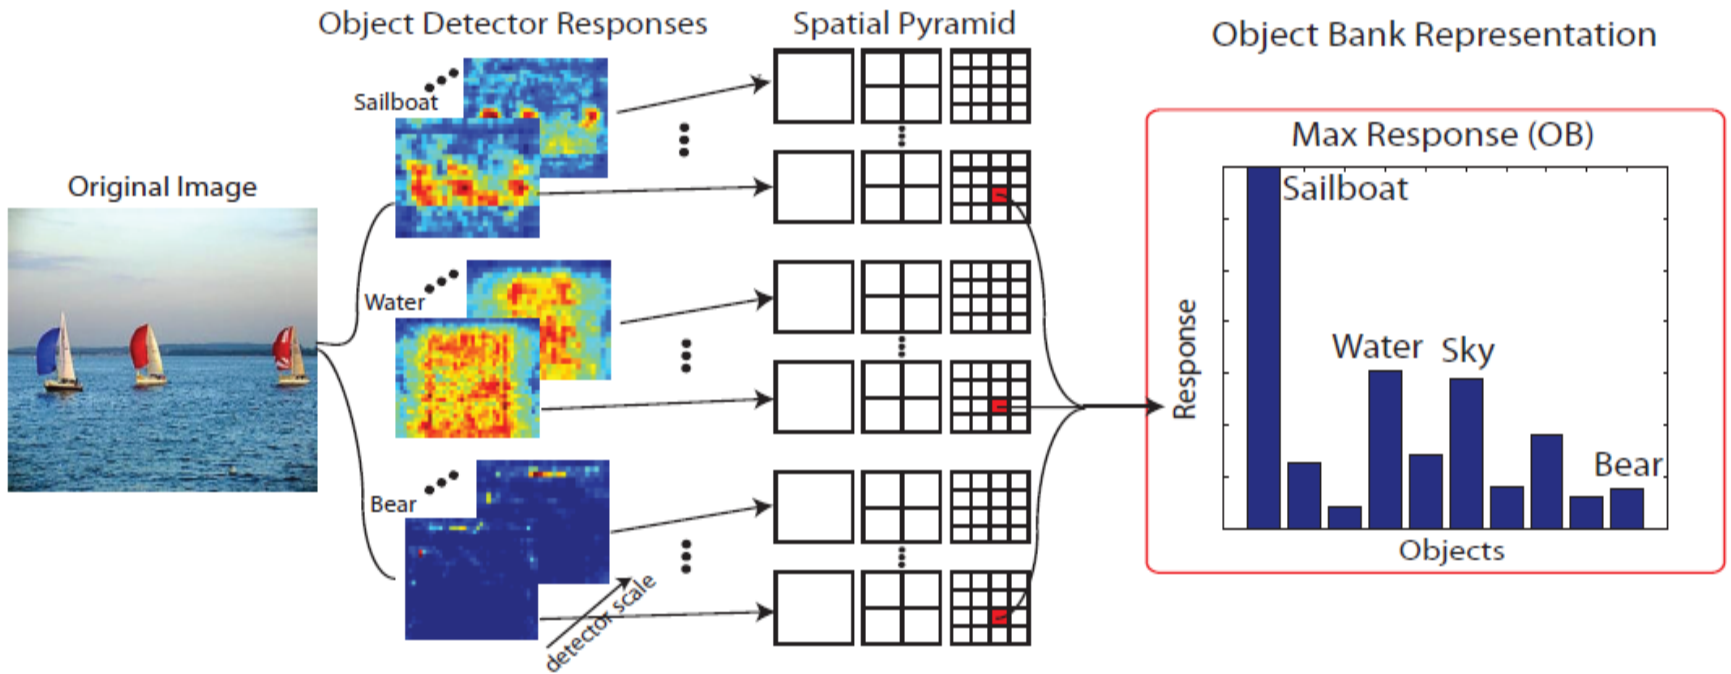 Object Detector Responses
Spatial Pyramid
Object Bank Representation
Original Image
Sailboat
Water
Bear
detector scale
Max Response (OB)
Sailboat
Water
Sky
Bear
Response
Objects